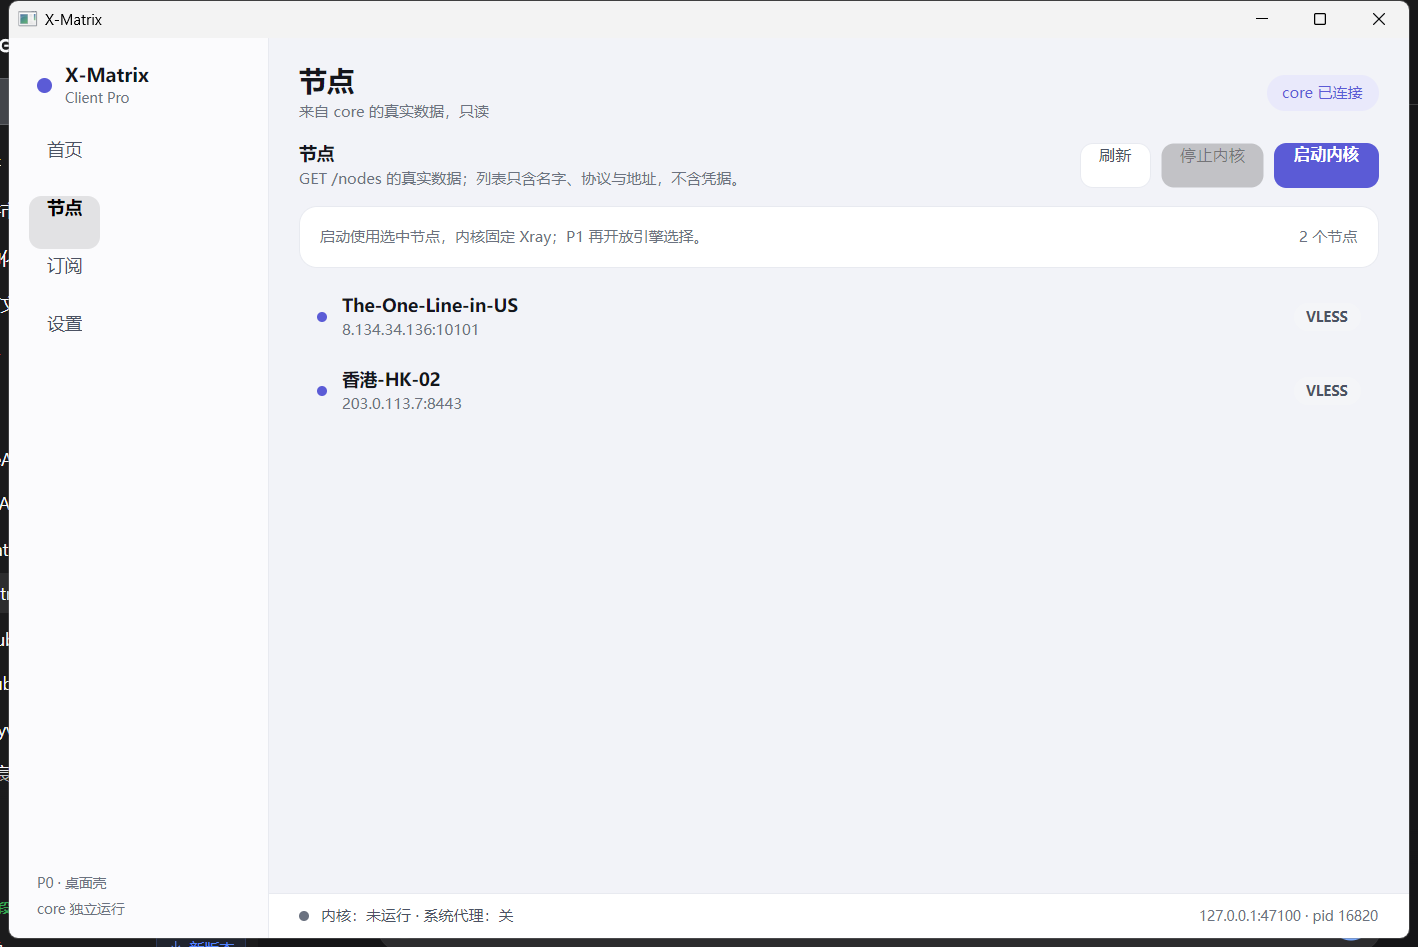 X-Matrix
X-Matrix
Client Pro
首页
节点
订阅
设置
P0 · 桌面壳
core 独立运行
节点
来自 core 的真实数据，只读
core 已连接
节点
GET /nodes 的真实数据；列表只含名字、协议与地址，不含凭据。
刷新
停止内核
启动内核
启动使用选中节点，内核固定 Xray；P1 再开放引擎选择。
2 个节点
The-One-Line-in-US
8.134.34.136:10101
VLESS
香港-HK-02
203.0.113.7:8443
VLESS
内核：未运行 · 系统代理：关
127.0.0.1:47100 · pid 16820